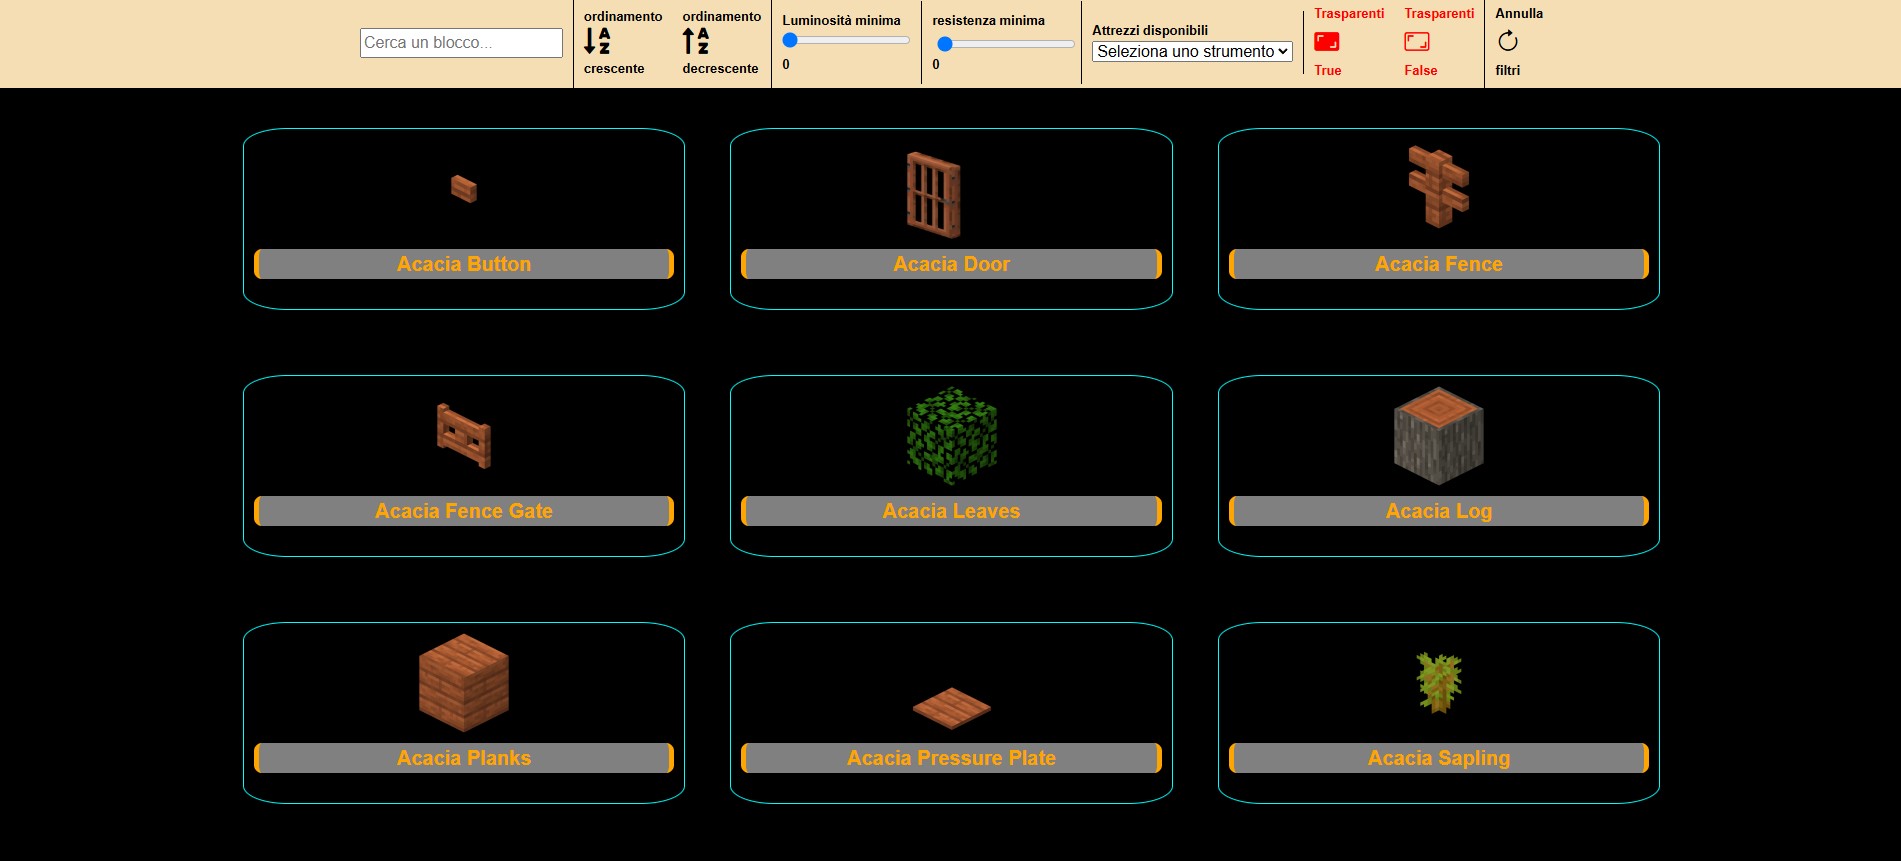 Cerca un blocco...
ordinamento
crescente
ordinamento
decrescente
Luminosità minima
0
resistenza minima
0
Attrezzi disponibili
Seleziona uno strumento
Trasparenti
True
Trasparenti
False
Annulla
filtri
Acacia Button
Acacia Door
Acacia Fence
Acacia Fence Gate
Acacia Leaves
Acacia Log
Acacia Planks
Acacia Pressure Plate
Acacia Sapling